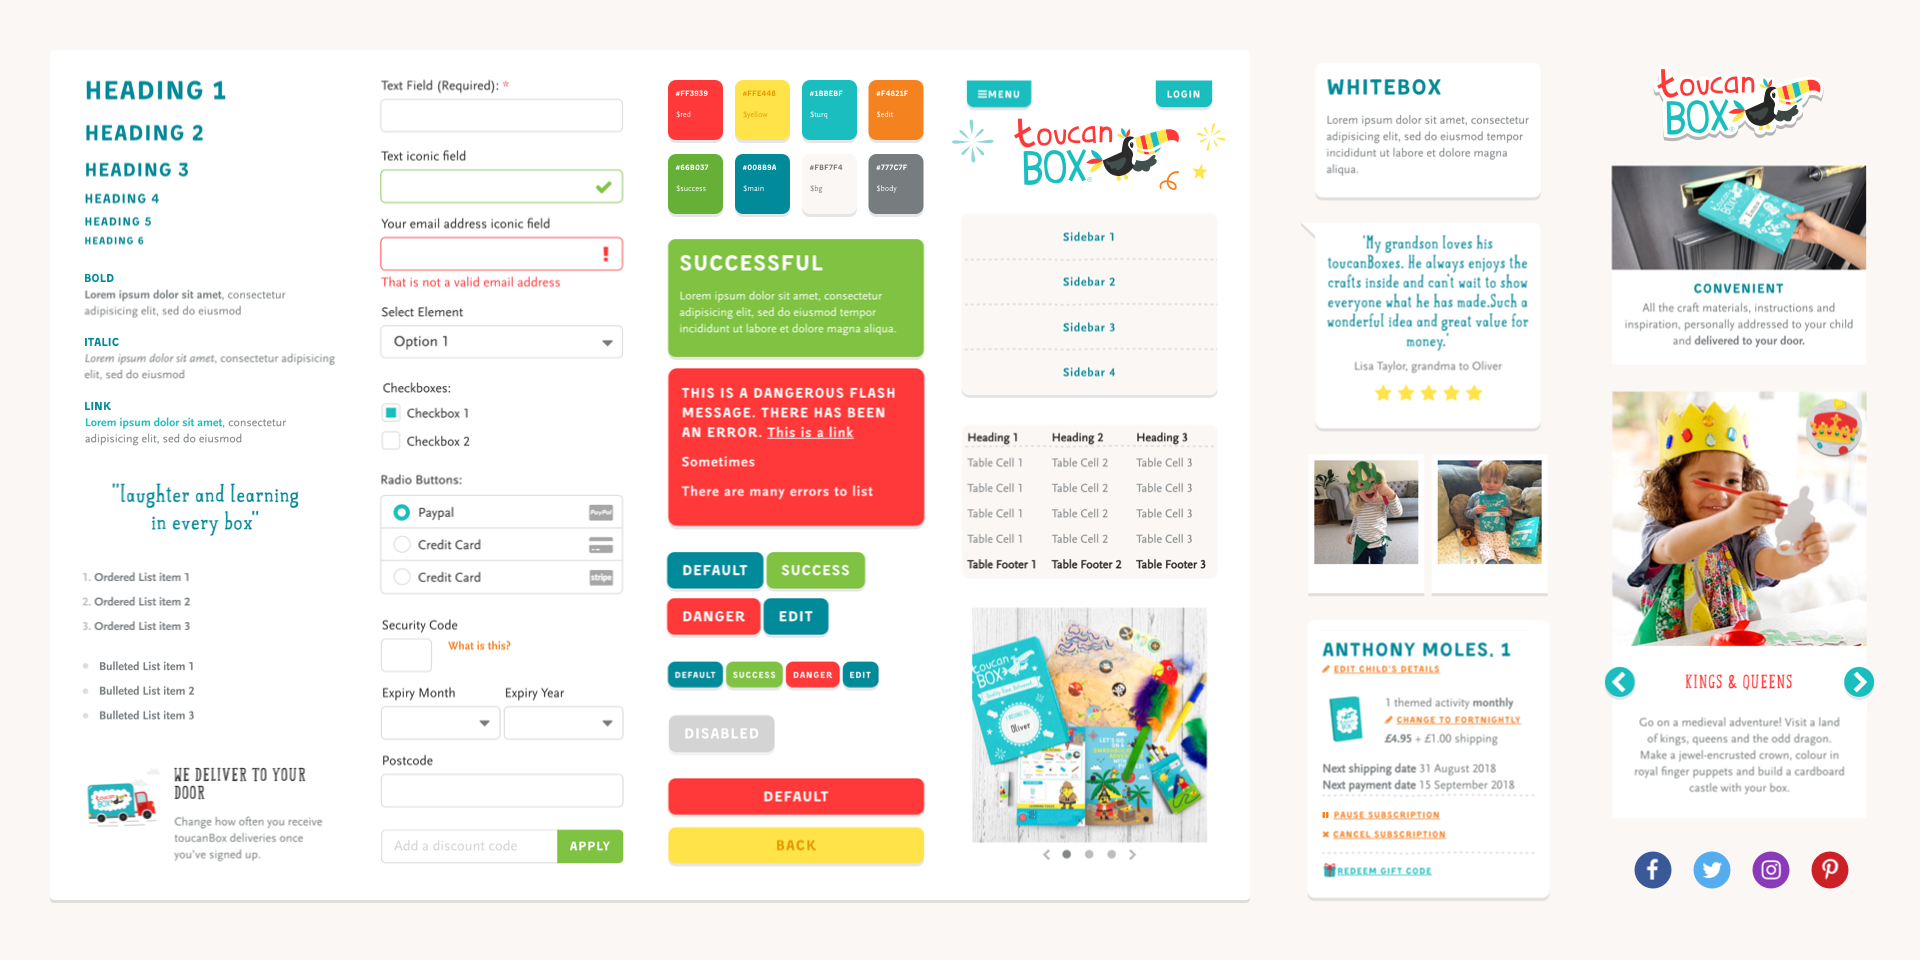 HEADING 1
HEADING 2
HEADING 3
HEADING 4
HEADING 5
HEADING 6
BOLD
Lorem ipsum dolor sit amet, consectetur
adipisicing elit, sed do eiusmod
ITALIC
Lorem ipsum dolor sit amet, consectetur adipisicing
elit, sed do eiusmod
LINK
Lorem ipsum dolor sit amet, consectetur
adipisicing elit, sed do eiusmod
"laughter and learning
in every box"
1. Ordered List item 1
2. Ordered List item 2
3. Ordered List item 3
Bulleted List item 1
Bulleted List item 2
Bulleted List item 3
toucan
BOX
WE DELIVER TO YOUR
DOOR
Change how often you receive
toucanBox deliveries once
you've signed up.
Text Field (Required): *
Text iconic field
Your email address iconic field
That is not a valid email address
Select Element
Option 1
Checkboxes:
Checkbox 1
Checkbox 2
Radio Buttons:
Paypal
PayPal
Credit Card
Credit Card
stripe
Security Code
What is this?
Expiry Month
Expiry Year
Postcode
Add a discount code
APPLY
#FF3939
$red
#FFE448
$yellow
#1BBEBF
$turq
#F4821F
$edit
#66B037
$success
#008B9A
$main
#FBF7F4
$bg
#777C7F
$body
SUCCESSFUL
Lorem ipsum dolor sit amet, consectetur
adipisicing elit, sed do eiusmod tempor
incididunt ut labore et dolore magna aliqua.
THIS IS A DANGEROUS FLASH
MESSAGE. THERE HAS BEEN
AN ERROR. This is a link
Sometimes
There are many errors to list
DEFAULT
SUCCESS
DANGER
EDIT
DEFAULT
SUCCESS
DANGER
EDIT
DISABLED
DEFAULT
BACK
MENU
LOGIN
toucan
BOX
Sidebar 1
Sidebar 2
Sidebar 3
Sidebar 4
Heading 1 Heading 2 Heading 3
Table Cell 1 Table Cell 2 Table Cell 3
Table Cell 1 Table Cell 2 Table Cell 3
Table Cell 1 Table Cell 2 Table Cell 3
Table Cell 1 Table Cell 2 Table Cell 3
Table Footer 1 Table Footer 2 Table Footer 3
toucan
BOX
Oliver
LET'S GO
WHITEBOX
Lorem ipsum dolor sit amet, consectetur
adipisicing elit, sed do eiusmod tempor
incididunt ut labore et dolore magna
aliqua.
'My grandson loves his
toucanBoxes. He always enjoys the
crafts inside and can't wait to show
everyone what he has made.Such a
wonderful idea and great value for
money.'
Lisa Taylor, grandma to Oliver
ANTHONY MOLES, 1
EDIT CHILD'S DETAILS
1 themed activity monthly
CHANGE TO FORTNIGHTLY
£4.95 + £1.00 shipping
Next shipping date 31 August 2018
Next payment date 15 September 2018
PAUSE SUBSCRIPTION
CANCEL SUBSCRIPTION
REDEEM GIFT CODE
toucan
BOX
toucan
BOX
CONVENIENT
All the craft materials, instructions and
inspiration, personally addressed to your child
and delivered to your door.
KINGS & QUEENS
Go on a medieval adventure! Visit a land
of kings, queens and the odd dragon.
Make a jewel-encrusted crown, colour in
royal finger puppets and build a cardboard
castle with your box.